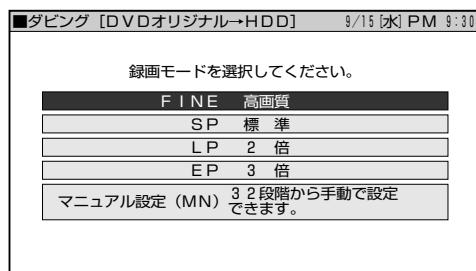 ■ダビング [DVDオリジナル→HDD] 9/15[水] PM 9:30
録画モードを選択してください。
FINE 高画質
SP 標 準
LP 2 倍
EP 3 倍
マニュアル設定（MN） 32段階から手動で設定
できます。